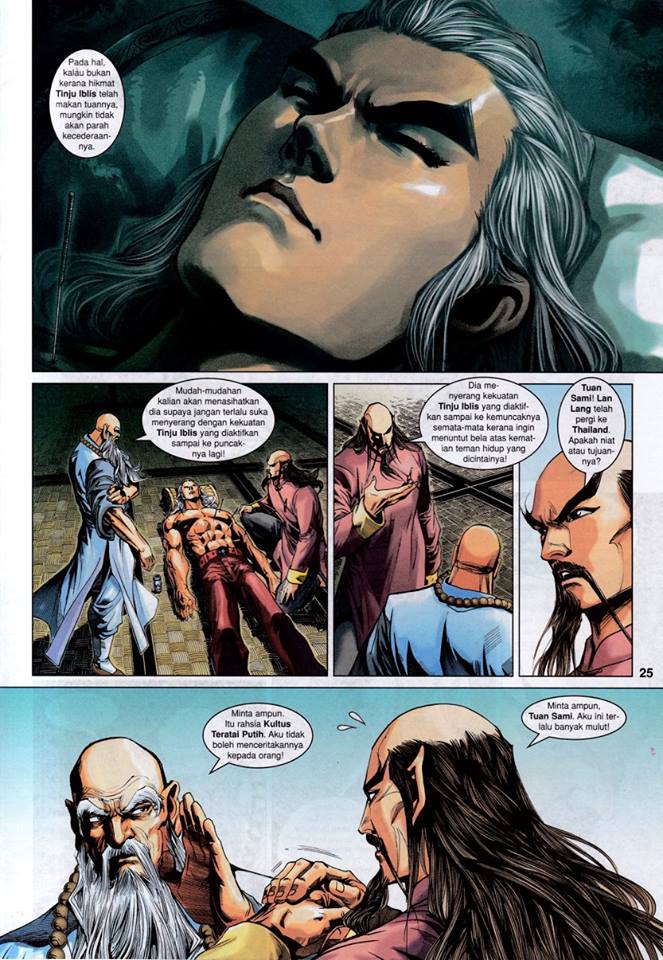 Pada hal,
kalau bukan
kerana hikmat
Tinju Iblis telah
makan tuannya,
mungkin tidak
akan parah
kecederaan-
nya.
Mudah-mudahan
kalian akan menasihatkan
dia supaya jangan terlalu suka
menyerang dengan kekuatan
Tinju Iblis yang diaktifkan
sampai ke puncak-
nya lagi!
Dia me-
nyerang kekuatan
Tinju Iblis yang diaktif-
kan sampai ke kemuncaknya
semata-mata kerana ingin
menuntut bela atas kemat-
ian teman hidup yang
dicintainya!
Tuan
Sami! Lan
Lang telah
pergi ke
Thailand.
Apakah niat
atau tujuan-
nya?
25
Minta ampun.
Itu rahsia Kultus
Teratai Putih. Aku tidak
boleh menceritakannya
kepada orang!
Minta ampun,
Tuan Sami. Aku ini ter-
lalu banyak mulut!